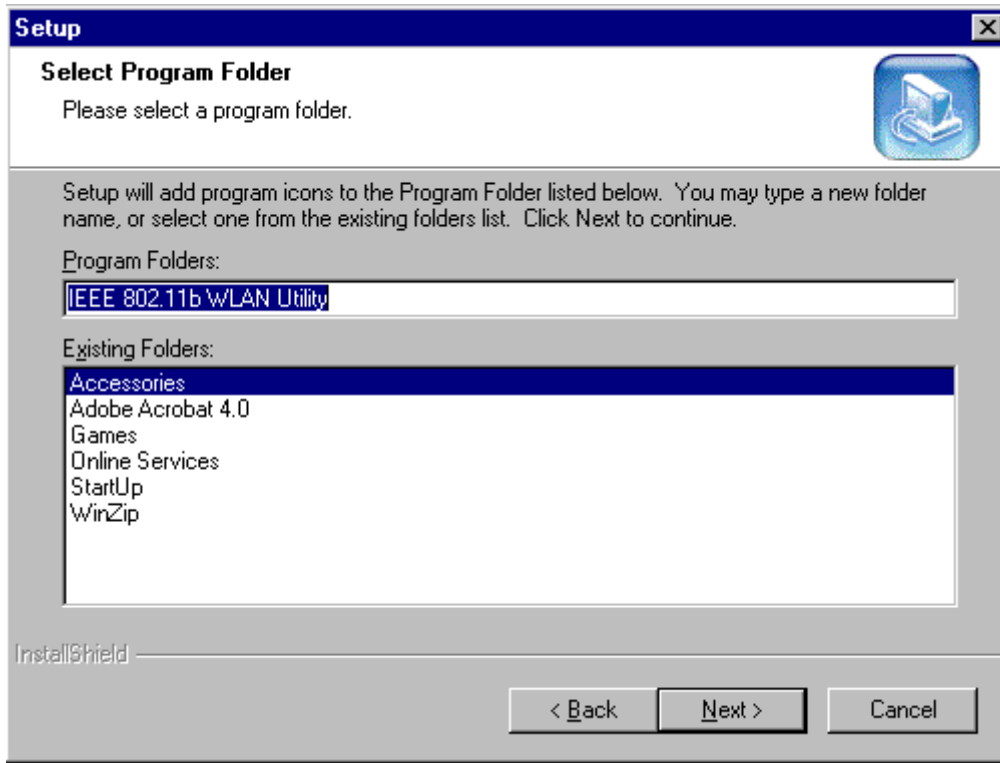 Setup
Select Program Folder
Please select a program folder.
Setup will add program icons to the Program Folder listed below.  You may type a new folder
name, or select one from the existing folders list.  Click Next to continue.
Program Folders:
IEEE 802.11b WLAN Utility
Existing Folders:
Accessories
Adobe Acrobat 4.0
Games
Online Services
StartUp
WinZip
InstallShield
< Back
Next >
Cancel